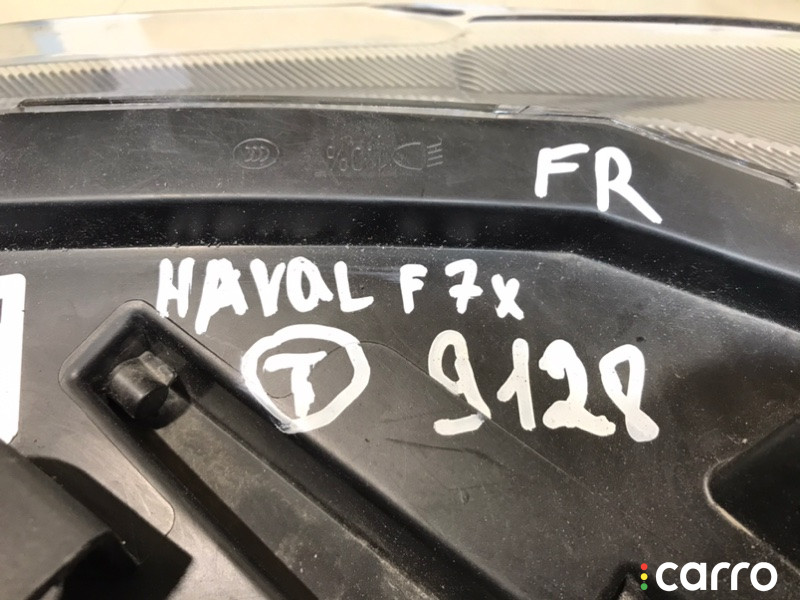 FR
HAVAL F7x
T 9128
carro